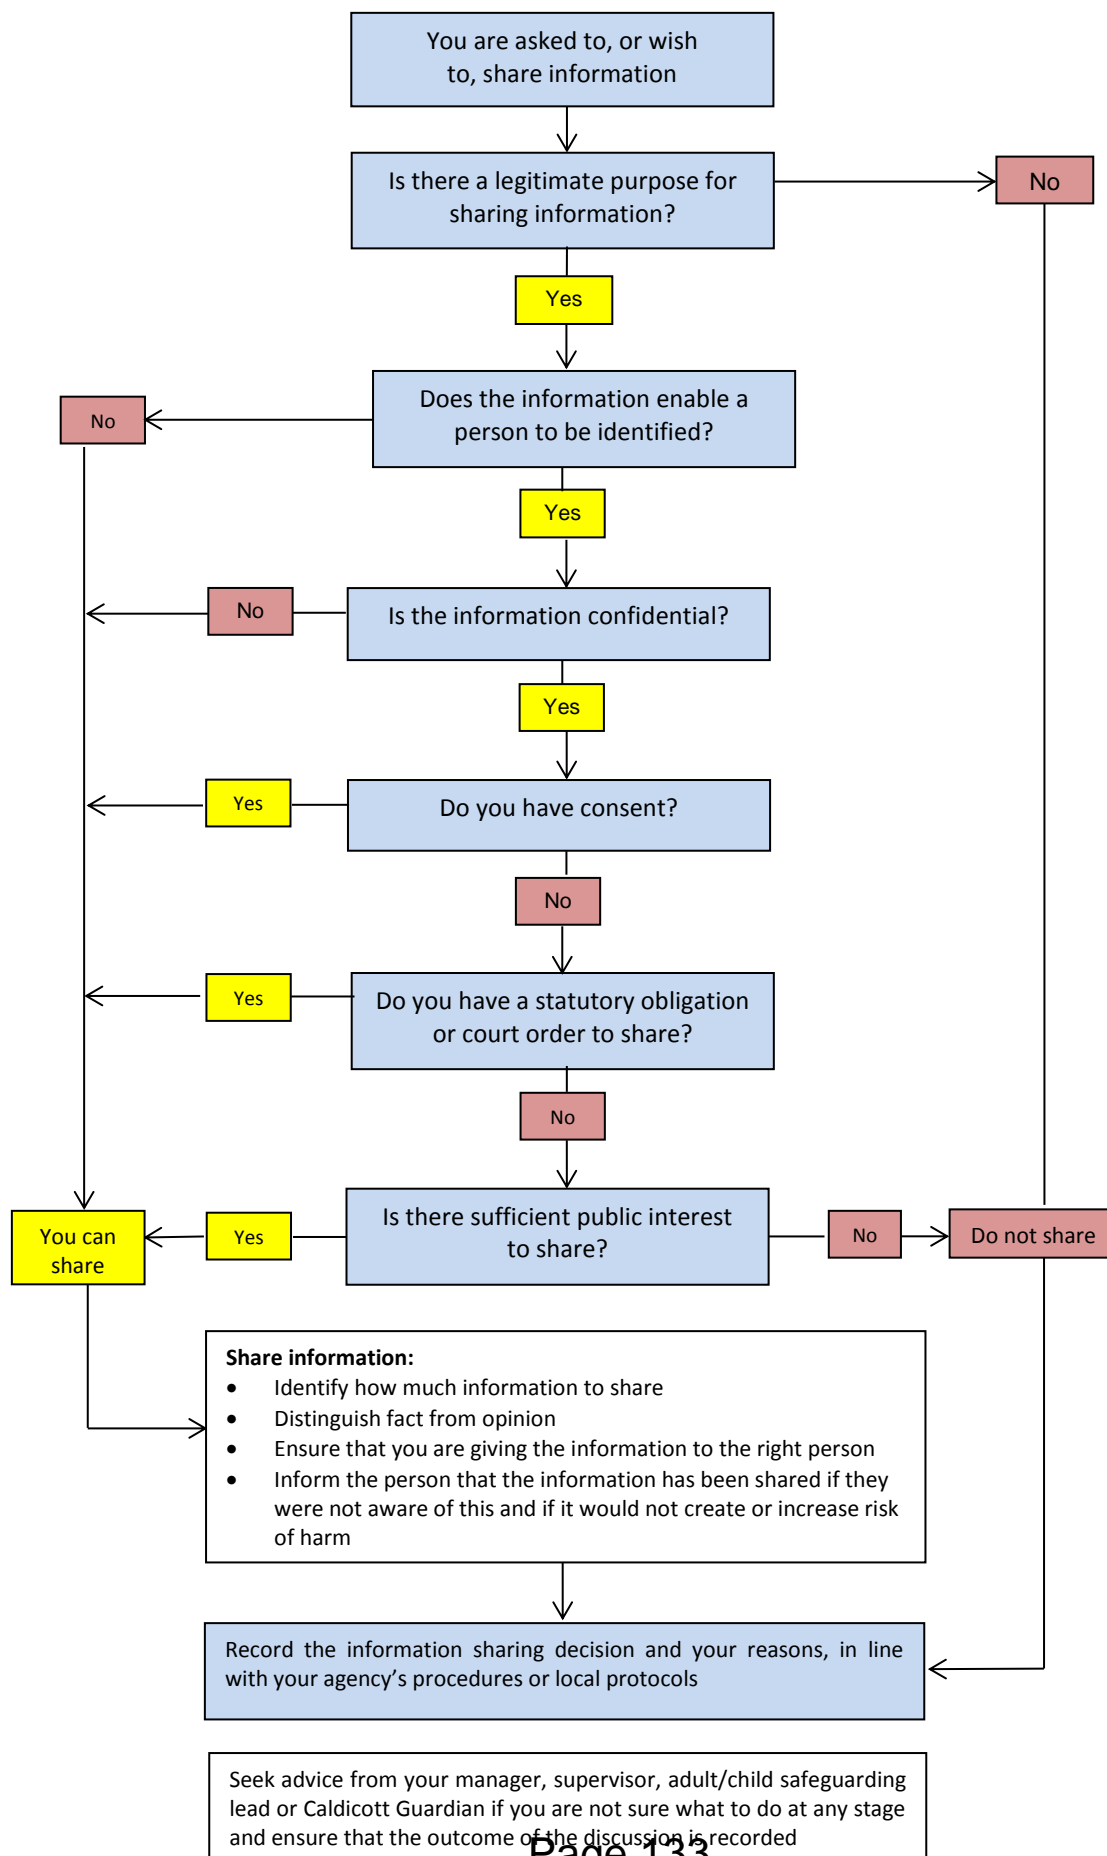 You are asked to, or wish
to, share information
Is there a legitimate purpose for
sharing information?
No
Yes
Does the information enable a
person to be identified?
No
Yes
Is the information confidential?
No
Yes
Do you have consent?
Yes
No
Do you have a statutory obligation
or court order to share?
Yes
No
Is there sufficient public interest
to share?
Yes
You can
share
No
Do not share
Share information:
• Identify how much information to share
• Distinguish fact from opinion
• Ensure that you are giving the information to the right person
• Inform the person that the information has been shared if they
were not aware of this and if it would not create or increase risk
of harm
Record the information sharing decision and your reasons, in line
with your agency's procedures or local protocols
Seek advice from your manager, supervisor, adult/child safeguarding
lead or Caldicott Guardian if you are not sure what to do at any stage
and ensure that the outcome of the discussion is recorded
Page 133